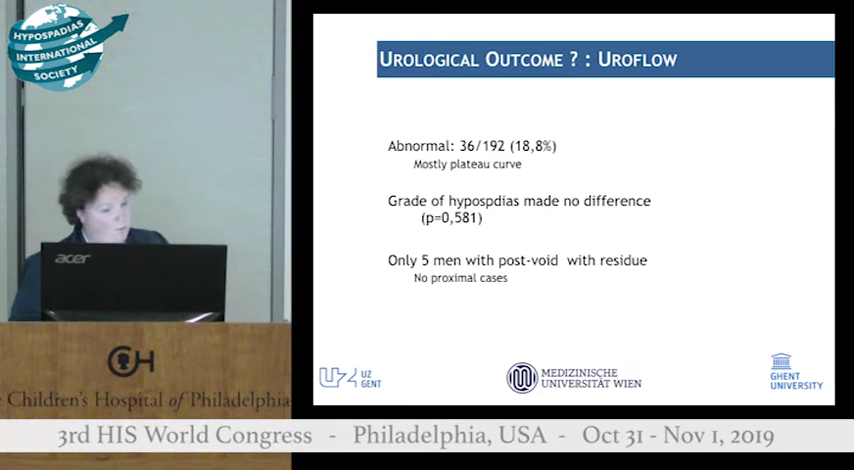 HYPOSPADIAS
INTERNATIONAL
SOCIETY
UROLOGICAL OUTCOME ? : UROFLOW
Abnormal: 36/192 (18,8%)
Mostly plateau curve
Grade of hypospdias made no difference
(p=0,581)
Only 5 men with post-void with residue
No proximal cases
UZ
GENT
MEDIZINISCHE
UNIVERSITÄT WIEN
GHENT
UNIVERSITY
acer
CH
Children's Hospital of Philadelphia
3rd HIS World Congress - Philadelphia, USA - Oct 31 - Nov 1, 2019